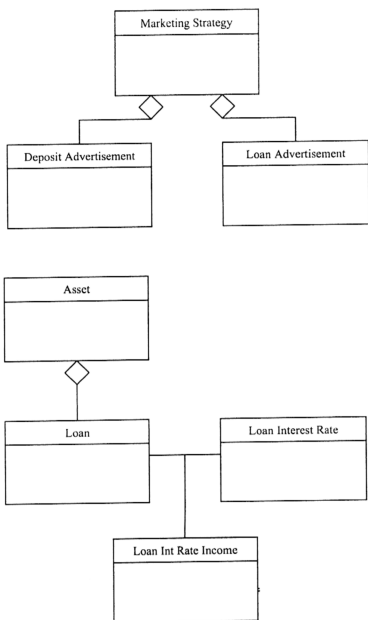 Marketing Strategy
Deposit Advertisement
Loan Advertisement
Asset
Loan
Loan Interest Rate
Loan Int Rate Income